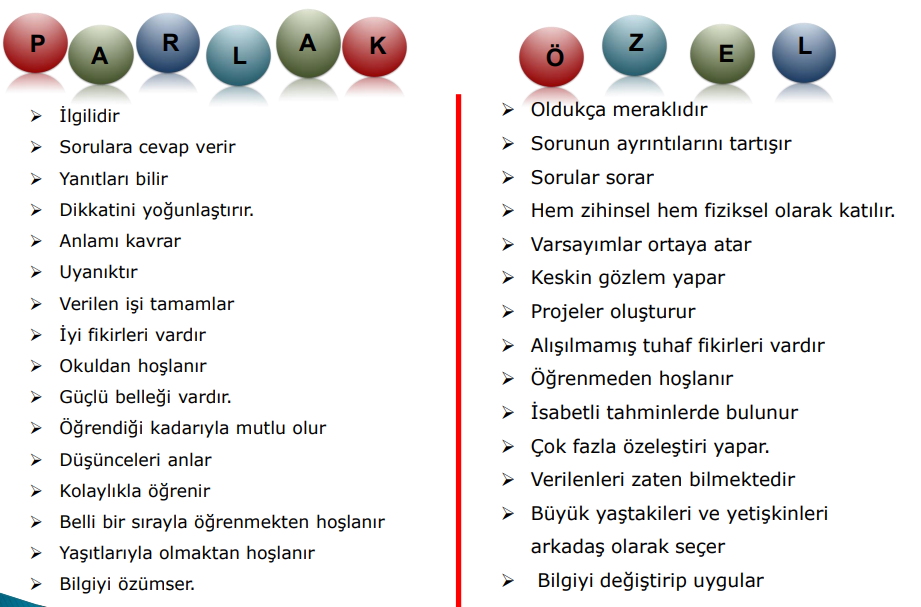 PARLAK
İlgilidir
Sorulara cevap verir
Yanıtları bilir
Dikkatini yoğunlaştırır.
Anlamı kavrar
Uyanıktır
Verilen işi tamamlar
İyi fikirleri vardır
Okuldan hoşlanır
Güçlü belleği vardır.
Öğrendiği kadarıyla mutlu olur
Düşünceleri anlar
Kolaylıkla öğrenir
Belli bir sırayla öğrenmekten hoşlanır
Yaşıtlarıyla olmaktan hoşlanır
Bilgiyi özümser.
ÖZEL
Oldukça meraklıdır
Sorunun ayrıntılarını tartışır
Sorular sorar
Hem zihinsel hem fiziksel olarak katılır.
Varsayımlar ortaya atar
Keskin gözlem yapar
Projeler oluşturur
Alışılmamış tuhaf fikirleri vardır
Öğrenmeden hoşlanır
İsabetli tahminlerde bulunur
Çok fazla özeleştiri yapar.
Verilenleri zaten bilmektedir
Büyük yaştakileri ve yetişkinleri
arkadaş olarak seçer
Bilgiyi değiştirip uygular